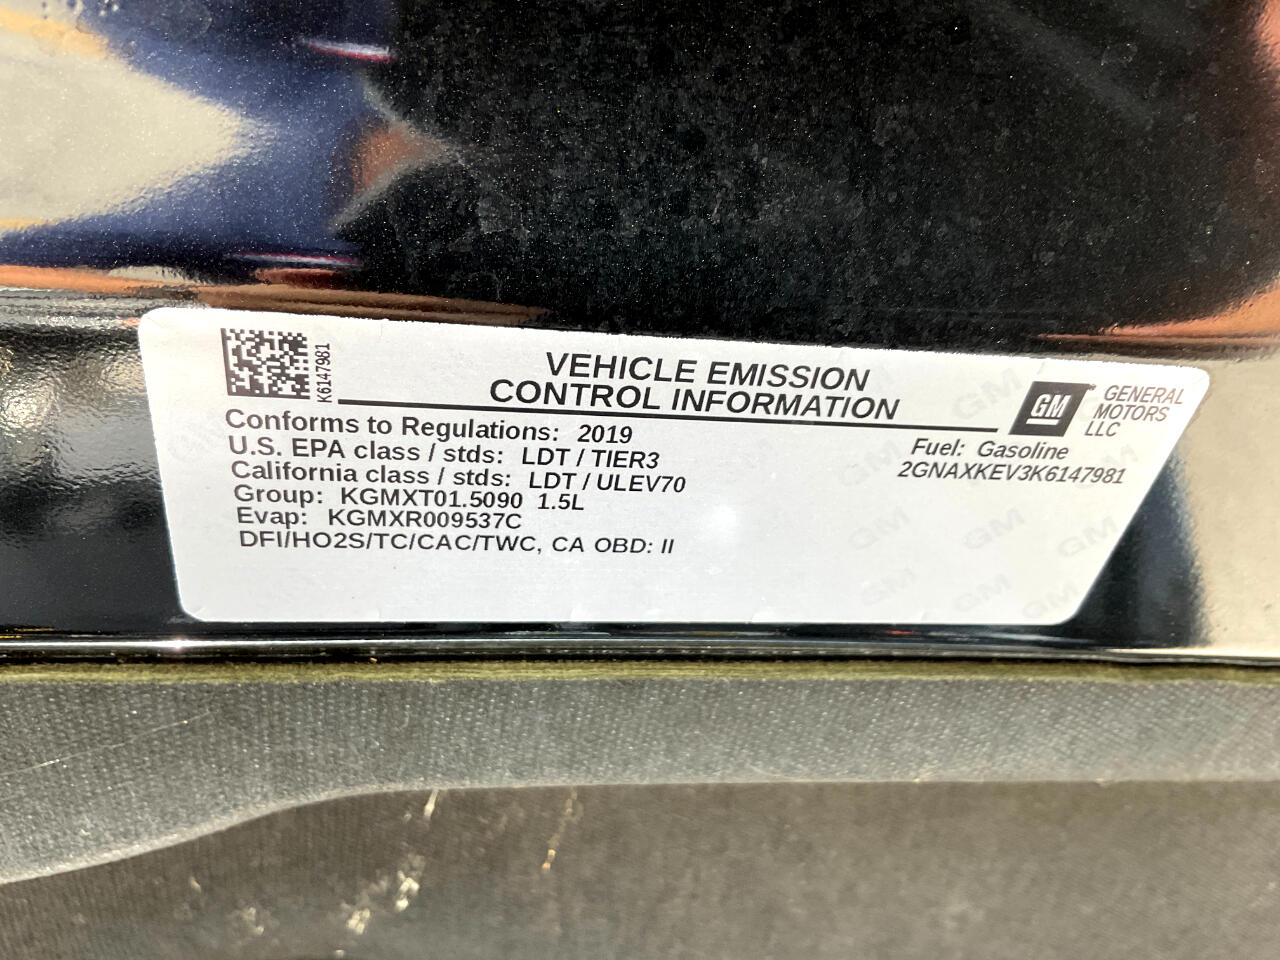 K6147981
VEHICLE EMISSION
CONTROL INFORMATION
GM
GENERAL
MOTORS
LLC
Conforms to Regulations: 2019
U.S. EPA class / stds: LDT / TIER3
California class / stds: LDT / ULEV70
Group: KGMXT01.5090 1.5L
Evap: KGMXR009537C
DFI/HO2S/TC/CAC/TWC, CA OBD: II
Fuel: Gasoline
2GNAXKEV3K6147981